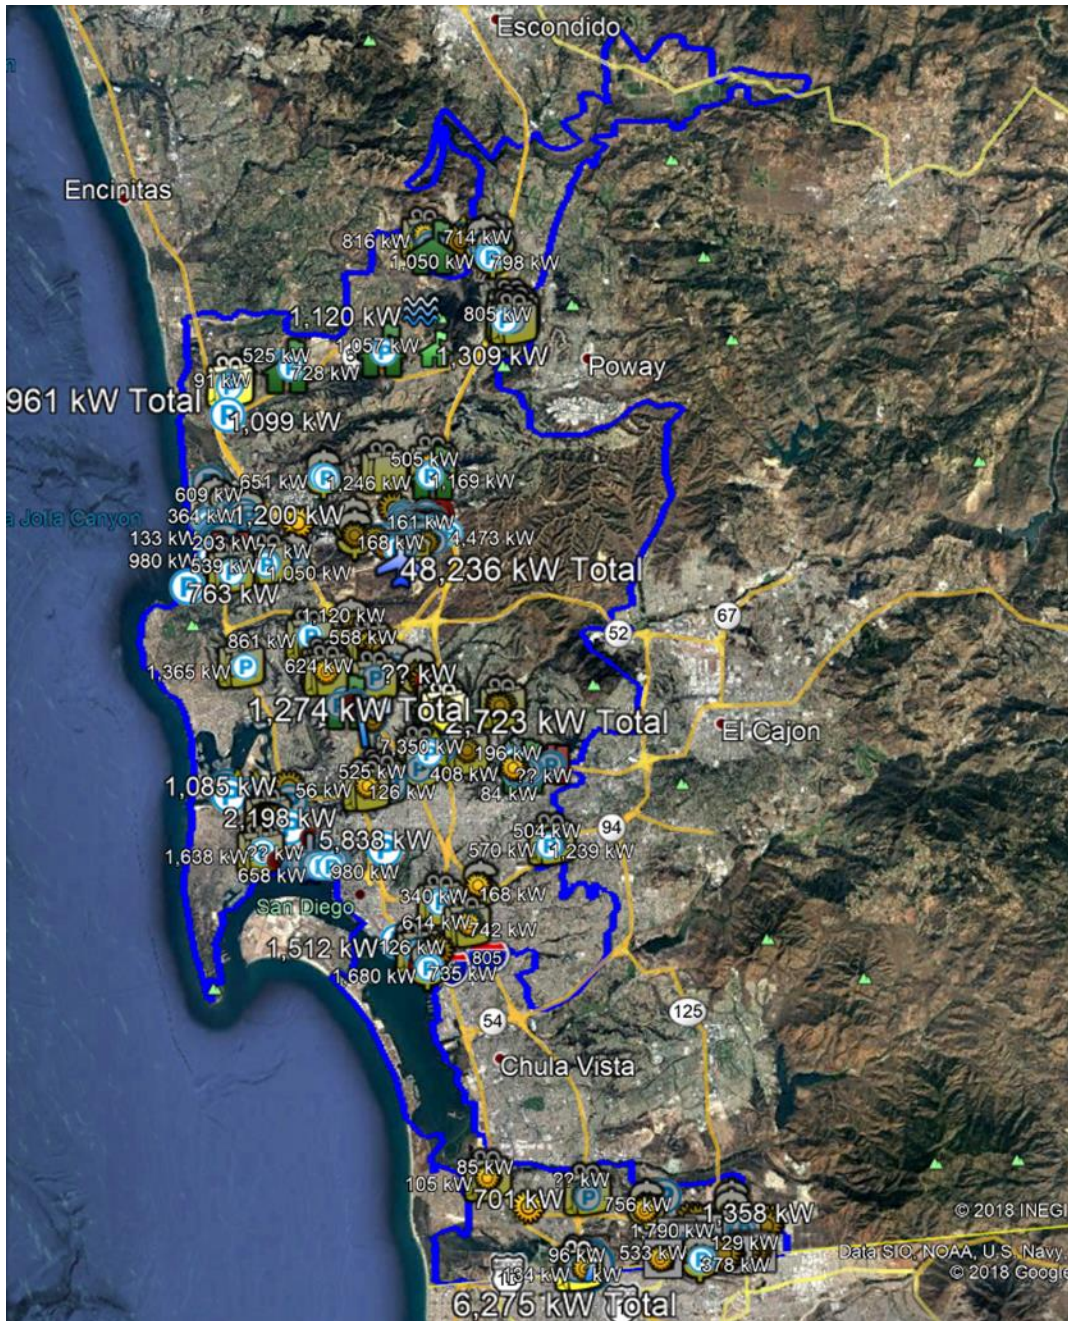 Escondido
Encinitas
816 kW
714 kW
1,050 kW
798 kW
1,120 kW
805 kW
1,057 kW
525 kW
728 kW
91 kW
1,309 kW
Poway
961 kW Total
1,099 kW
505 kW
651 kW
1,246 kW
1,169 kW
609 kW
364 kW
1,200 kW
161 kW
a Jolla Canyon
133 kW
203 kW
168 kW
4,473 kW
980 kW
539 kW
77 kW
1,050 kW
48,236 kW Total
763 kW
1,120 kW
67
52
861 kW
558 kW
1,365 kW
624 kW
?? kW
1,274 kW Total
2,723 kW Total
El Cajon
7,350 kW
196 kW
525 kW
408 kW
?? kW
1,085 kW
56 kW
126 kW
84 kW
2,198 kW
5,838 kW
504 kW
94
1,638 kW
?? kW
570 kW
1,239 kW
658 kW
980 kW
340 kW
168 kW
San Diego
614 kW
742 kW
1,512 kW
126 kW
805
1,680 kW
735 kW
54
125
Chula Vista
85 kW
105 kW
?? kW
701 kW
756 kW
1,358 kW
© 2018 INEGI
1,790 kW
129 kW
96 kW
533 kW
378 kW
Data SIO, NOAA, U.S. Navy,
134 kW
kW
© 2018 Google
6,275 kW Total